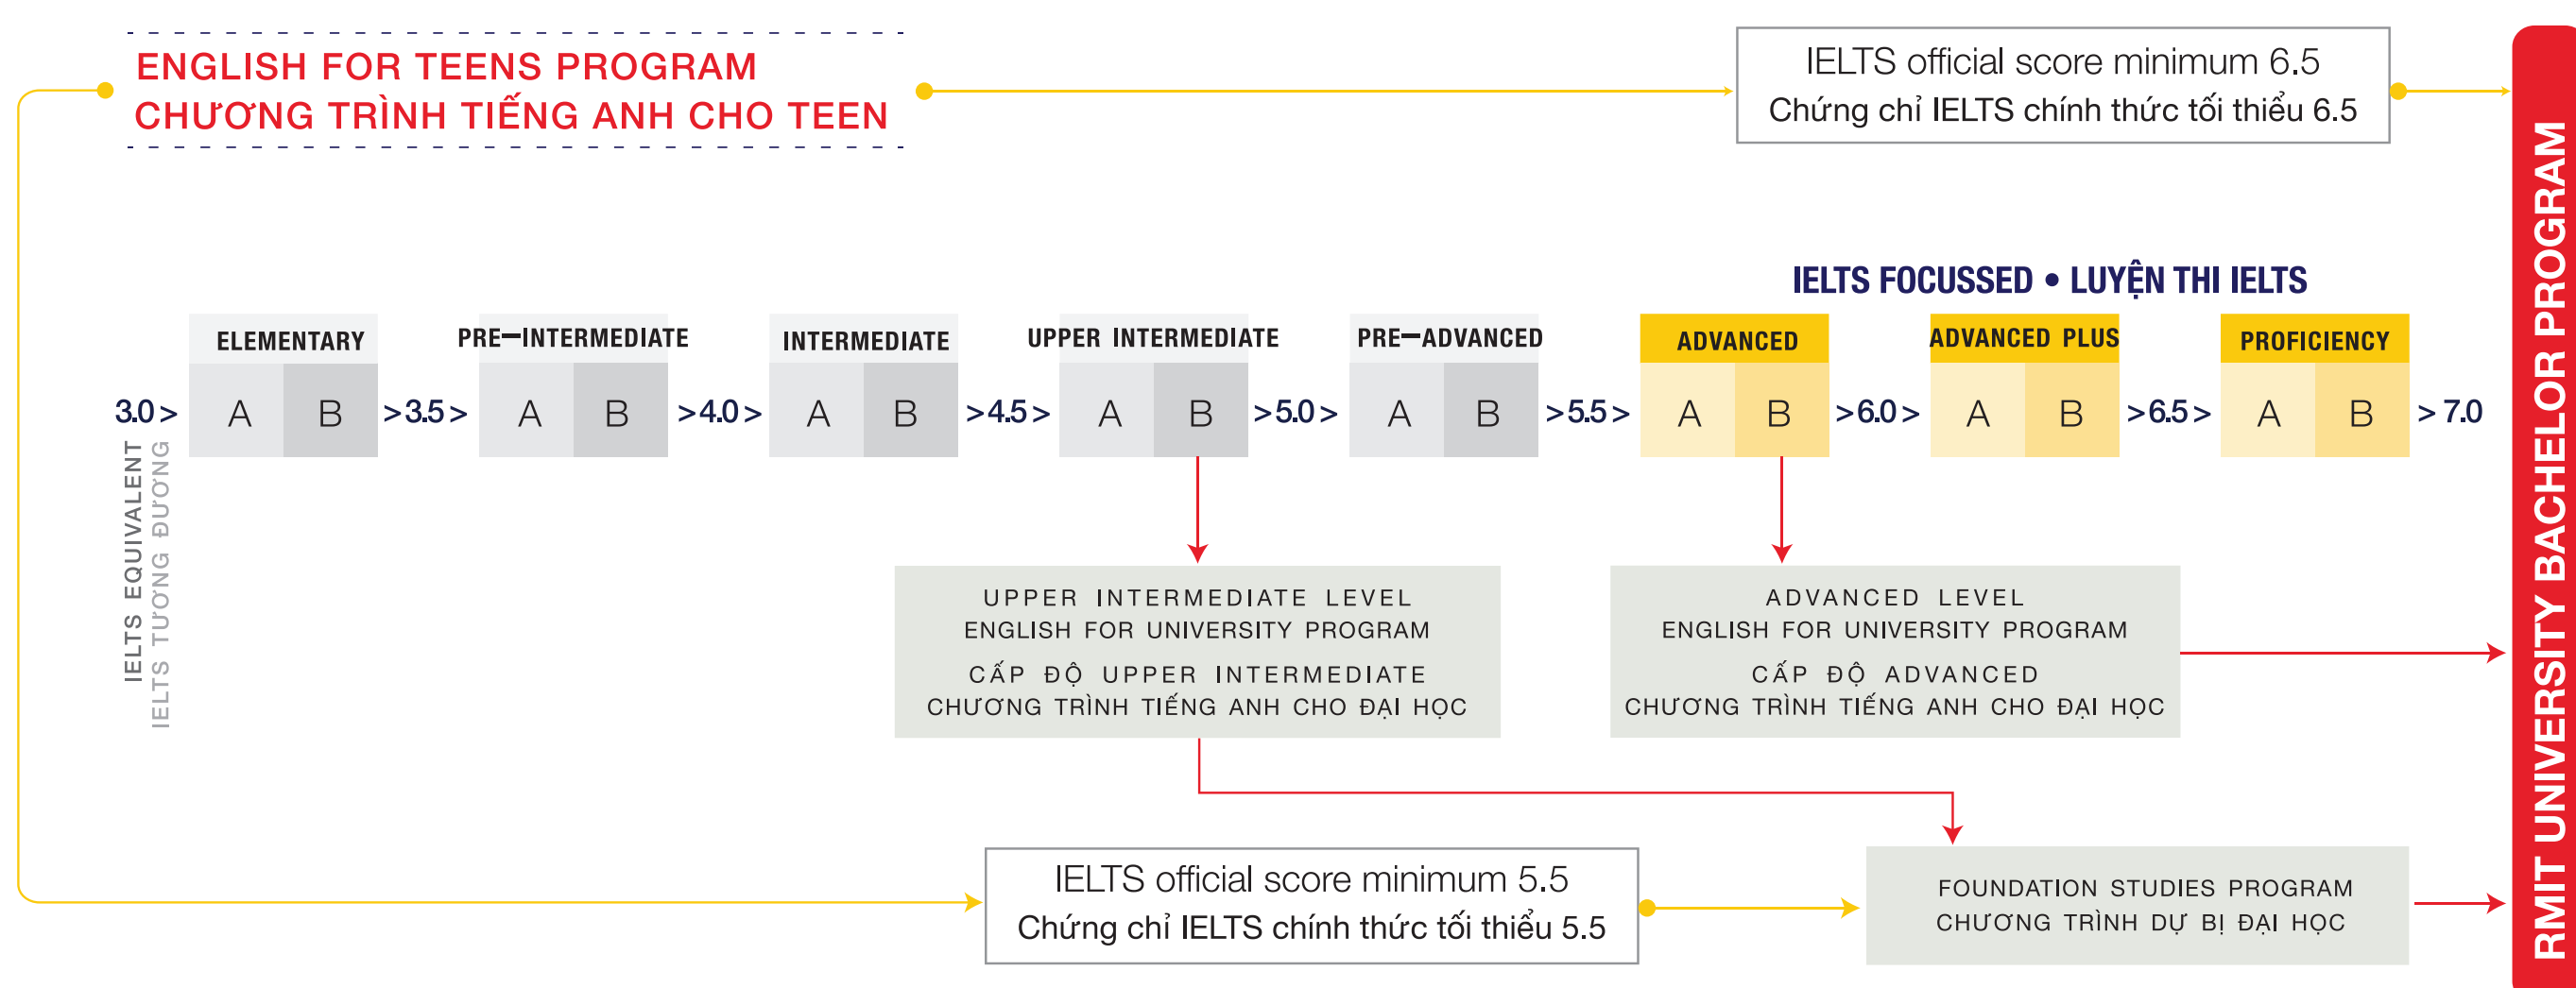 ENGLISH FOR TEENS PROGRAM
CHƯƠNG TRÌNH TIẾNG ANH CHO TEEN
IELTS official score minimum 6.5
Chứng chỉ IELTS chính thức tối thiểu 6.5
IELTS FOCUSSED • LUYỆN THI IELTS
ELEMENTARY
PRE–INTERMEDIATE
INTERMEDIATE
UPPER INTERMEDIATE
PRE–ADVANCED
ADVANCED
ADVANCED PLUS
PROFICIENCY
3.0 > A B > 3.5 > A B > 4.0 > A B > 4.5 > A B > 5.0 > A B > 5.5 > A B > 6.0 > A B > 6.5 > A B > 7.0
IELTS EQUIVALENT
IELTS TƯƠNG ĐƯƠNG
UPPER INTERMEDIATE LEVEL
ENGLISH FOR UNIVERSITY PROGRAM
CẤP ĐỘ UPPER INTERMEDIATE
CHƯƠNG TRÌNH TIẾNG ANH CHO ĐẠI HỌC
ADVANCED LEVEL
ENGLISH FOR UNIVERSITY PROGRAM
CẤP ĐỘ ADVANCED
CHƯƠNG TRÌNH TIẾNG ANH CHO ĐẠI HỌC
IELTS official score minimum 5.5
Chứng chỉ IELTS chính thức tối thiểu 5.5
FOUNDATION STUDIES PROGRAM
CHƯƠNG TRÌNH DỰ BỊ ĐẠI HỌC
RMIT UNIVERSITY BACHELOR PROGRAM